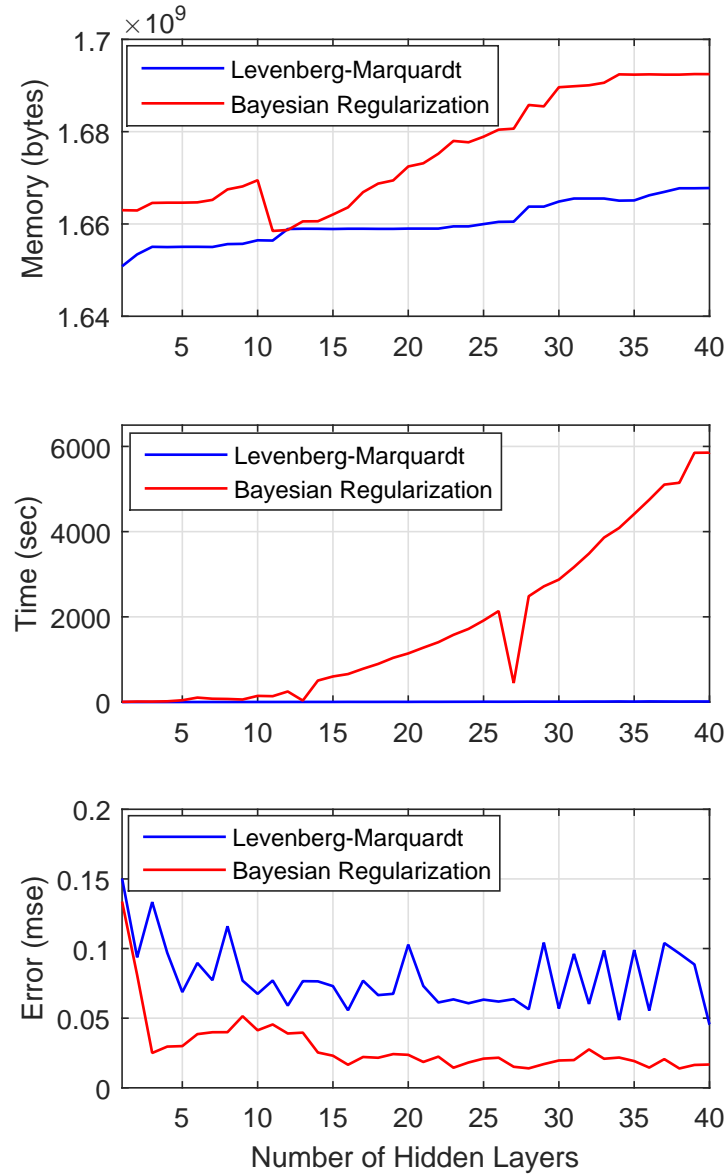 ×10⁹
1.7
1.68
1.66
1.64
Memory (bytes)
Levenberg-Marquardt
Bayesian Regularization
5 10 15 20 25 30 35 40
6000
4000
2000
0
Time (sec)
Levenberg-Marquardt
Bayesian Regularization
5 10 15 20 25 30 35 40
0.2
0.15
0.1
0.05
0
Error (mse)
Levenberg-Marquardt
Bayesian Regularization
5 10 15 20 25 30 35 40
Number of Hidden Layers